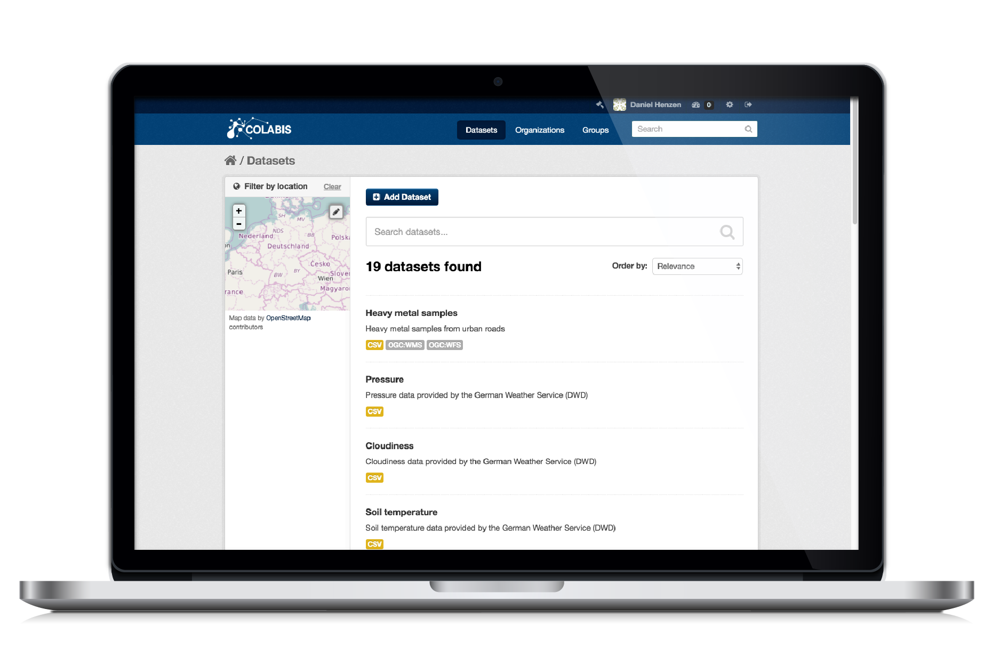 Daniel Henzen 0
COLABIS
Datasets Organizations Groups Search
/ Datasets
Filter by location Clear
+
-
SH
MV
NDS
BB
Nederland
Polska
Deutschland
Česko
Paris
BW
BY
Wien
Sloven
Magyaror
rance
Map data by OpenStreetMap
contributors
Add Dataset
Search datasets...
19 datasets found
Order by: Relevance
Heavy metal samples
Heavy metal samples from urban roads
CSV OGC:WMS OGC:WFS
Pressure
Pressure data provided by the German Weather Service (DWD)
CSV
Cloudiness
Cloudiness data provided by the German Weather Service (DWD)
CSV
Soil temperature
Soil temperature data provided by the German Weather Service (DWD)
CSV